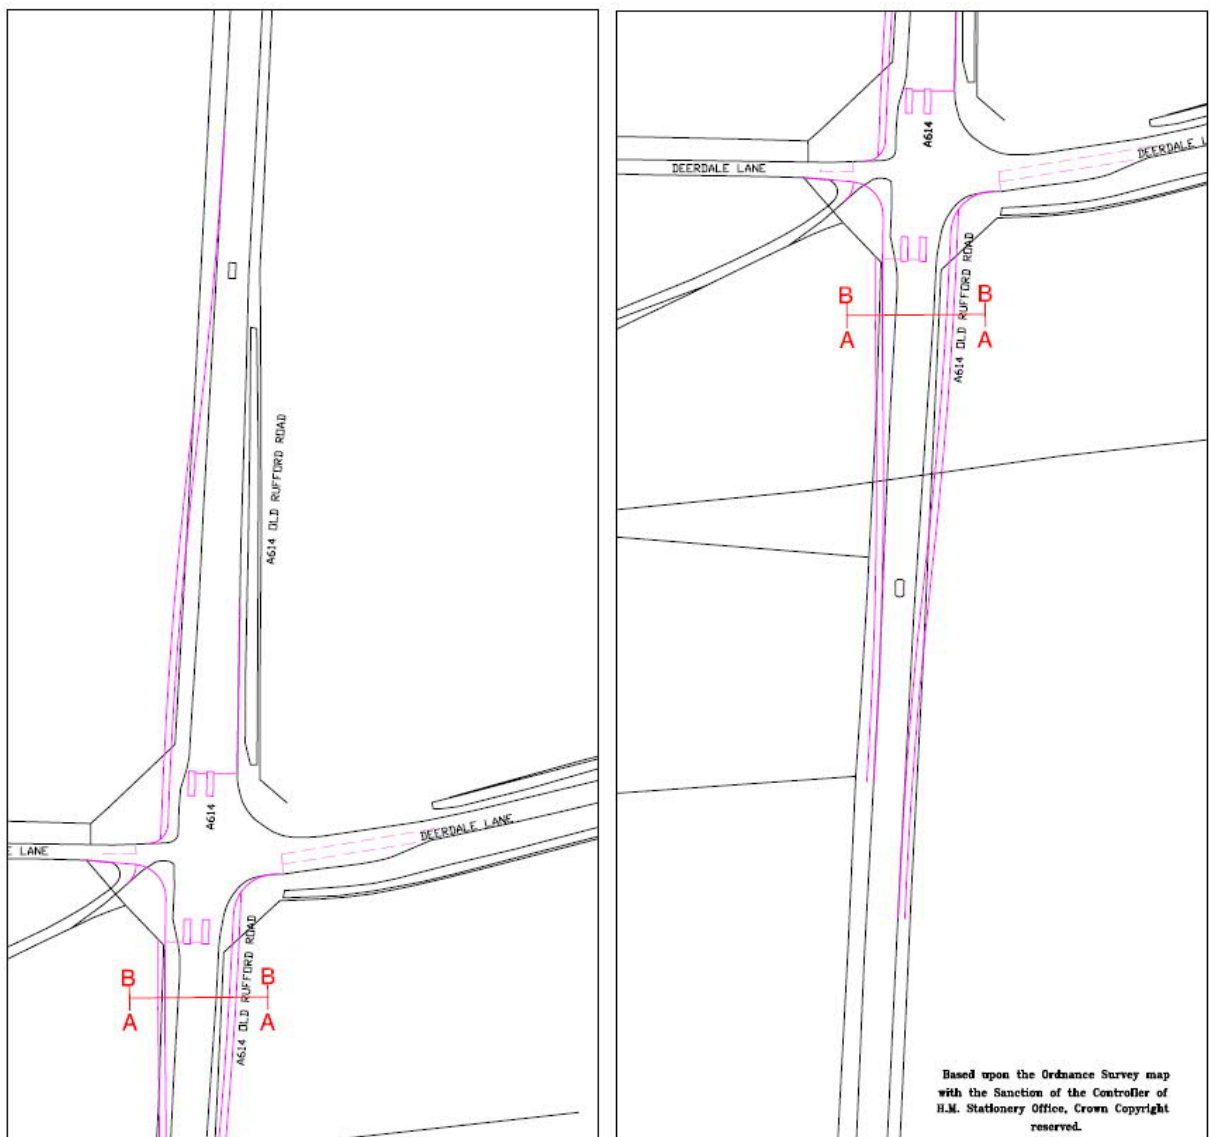 A614 OLD RUFFORD ROAD
A614
DEERDALE LANE
E LANE
A614 OLD RUFFORD ROAD
B
B
A
A
A614
DEERDALE L
DEERDALE LANE
A614 OLD RUFFORD ROAD
B
B
A
A
Based upon the Ordnance Survey map
with the Sanction of the Controller of
H.M. Stationery Office, Crown Copyright
reserved.